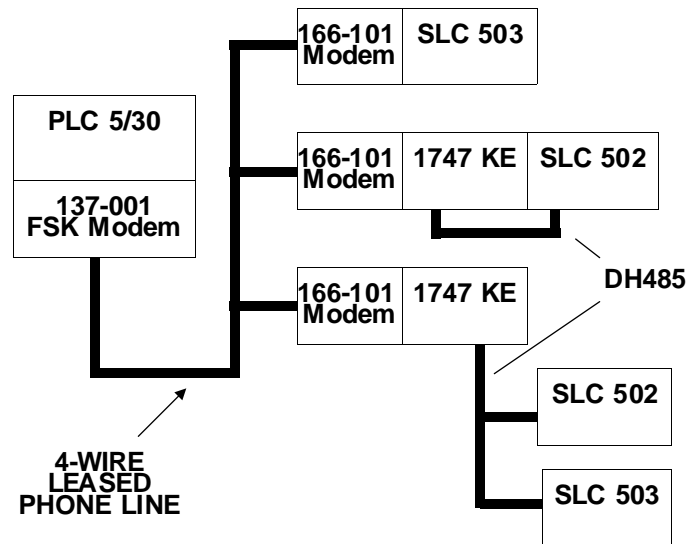 PLC 5/30
137-001
FSK Modem
166-101
Modem
SLC 503
166-101
Modem
1747 KE
SLC 502
166-101
Modem
1747 KE
DH485
SLC 502
SLC 503
4-WIRE
LEASED
PHONE LINE